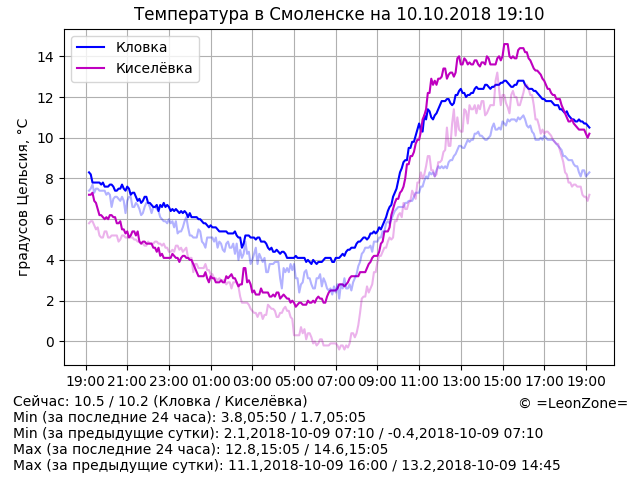 Температура в Смоленске на 10.10.2018 19:10
Кловка
Киселёвка
градусов Цельсия, °C
14
12
10
8
6
4
2
0
19:00 21:00 23:00 01:00 03:00 05:00 07:00 09:00 11:00 13:00 15:00 17:00 19:00
Сейчас: 10.5 / 10.2 (Кловка / Киселёвка)
© =LeonZone=
Min (за последние 24 часа): 3.8,05:50 / 1.7,05:05
Min (за предыдущие сутки): 2.1,2018-10-09 07:10 / -0.4,2018-10-09 07:10
Max (за последние 24 часа): 12.8,15:05 / 14.6,15:05
Max (за предыдущие сутки): 11.1,2018-10-09 16:00 / 13.2,2018-10-09 14:45